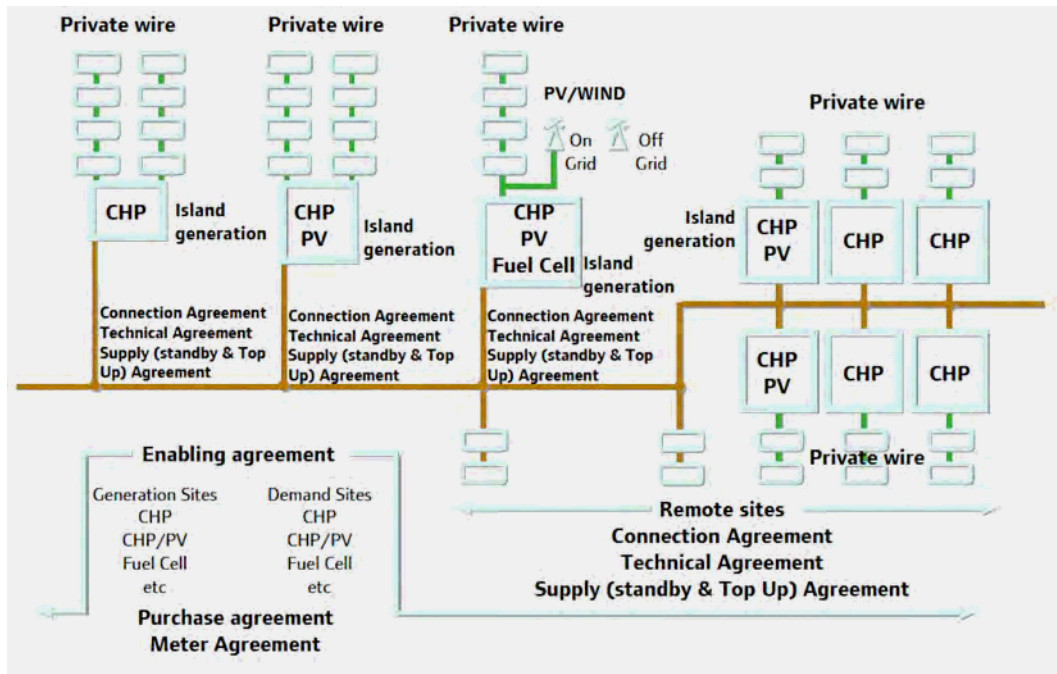 Private wire
Private wire
Private wire
PV/WIND
On
Grid
Off
Grid
Private wire
CHP
Island
generation
CHP
PV
Island
generation
CHP
PV
Fuel Cell
Island
generation
Island
generation
CHP
PV
CHP
CHP
Connection Agreement
Technical Agreement
Supply (standby & Top
Up) Agreement
Connection Agreement
Technical Agreement
Supply (standby & Top
Up) Agreement
Connection Agreement
Technical Agreement
Supply (standby & Top
Up) Agreement
CHP
PV
CHP
CHP
Private wire
Enabling agreement
Generation Sites
CHP
CHP/PV
Fuel Cell
etc
Demand Sites
CHP
CHP/PV
Fuel Cell
etc
Purchase agreement
Meter Agreement
Remote sites
Connection Agreement
Technical Agreement
Supply (standby & Top Up) Agreement